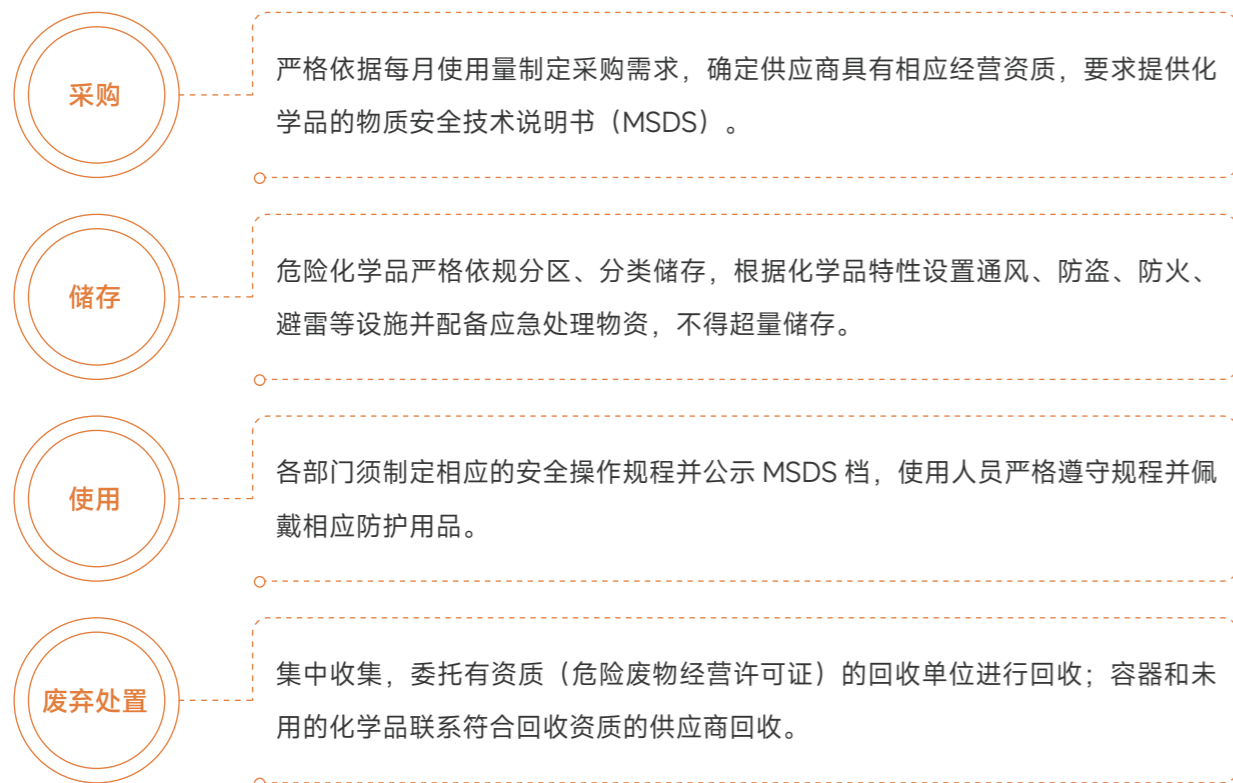 采购
严格依据每月使用量制定采购需求，确定供应商具有相应经营资质，要求提供化
学品的物质安全技术说明书（MSDS）。
储存
危险化学品严格依规分区、分类储存，根据化学品特性设置通风、防盗、防火、
避雷等设施并配备应急处理物资，不得超量储存。
使用
各部门须制定相应的安全操作规程并公示 MSDS 档，使用人员严格遵守规程并佩
戴相应防护用品。
废弃处置
集中收集，委托有资质（危险废物经营许可证）的回收单位进行回收；容器和未
用的化学品联系符合回收资质的供应商回收。